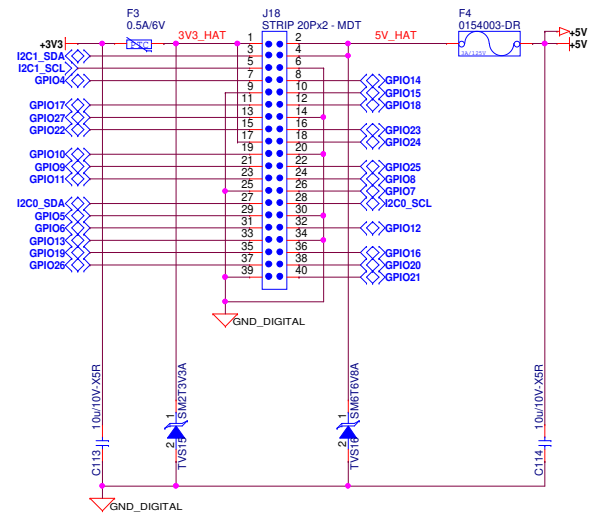 F3
0.5A/6V
J18
STRIP 20Px2 - MDT
F4
0154003-DR
+3V3
PTC
3V3_HAT
5V_HAT
3A/125V
+5V
+5V
1 2
I2C1_SDA 3 4
I2C1_SCL 5 6
GPIO4 7 8 GPIO14
9 10 GPIO15
GPIO17 11 12 GPIO18
GPIO27 13 14
GPIO22 15 16 GPIO23
17 18 GPIO24
GPIO10 19 20
GPIO9 21 22 GPIO25
GPIO11 23 24 GPIO8
25 26 GPIO7
I2C0_SDA 27 28 I2C0_SCL
GPIO5 29 30
GPIO6 31 32 GPIO12
GPIO13 33 34
GPIO19 35 36 GPIO16
GPIO26 37 38 GPIO20
39 40 GPIO21
GND_DIGITAL
C113 10u/10V-X5R
TVS15 SM2T3V3A
1
2
TVS16 SM6T6V8A
1
2
C114 10u/10V-X5R
GND_DIGITAL